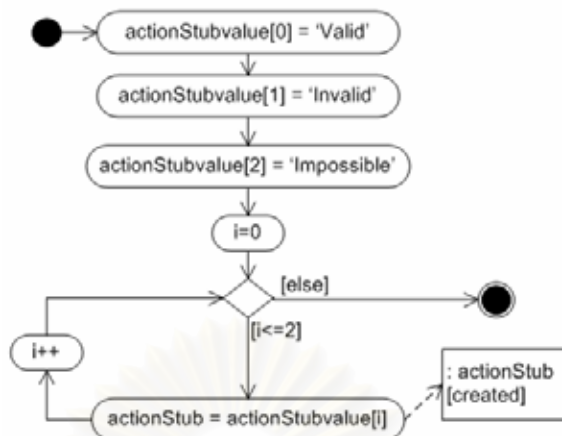 actionStubvalue[0] = ‘Valid’
actionStubvalue[1] = ‘Invalid’
actionStubvalue[2] = ‘Impossible’
i=0
[else]
[i<=2]
i++
: actionStub
[created]
actionStub = actionStubvalue[i]